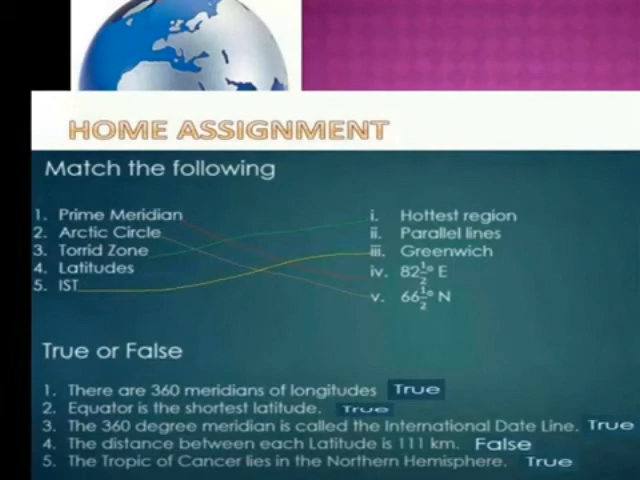 HOME ASSIGNMENT
Match the following
1. Prime Meridian
2. Arctic Circle
3. Torrid Zone
4. Latitudes
5. IST
i. Hottest region
ii. Parallel lines
iii. Greenwich
iv. 82½° E
v. 66½° N
True or False
1. There are 360 meridians of longitudes True
2. Equator is the shortest latitude. True
3. The 360 degree meridian is called the International Date Line. True
4. The distance between each Latitude is 111 km. False
5. The Tropic of Cancer lies in the Northern Hemisphere. True